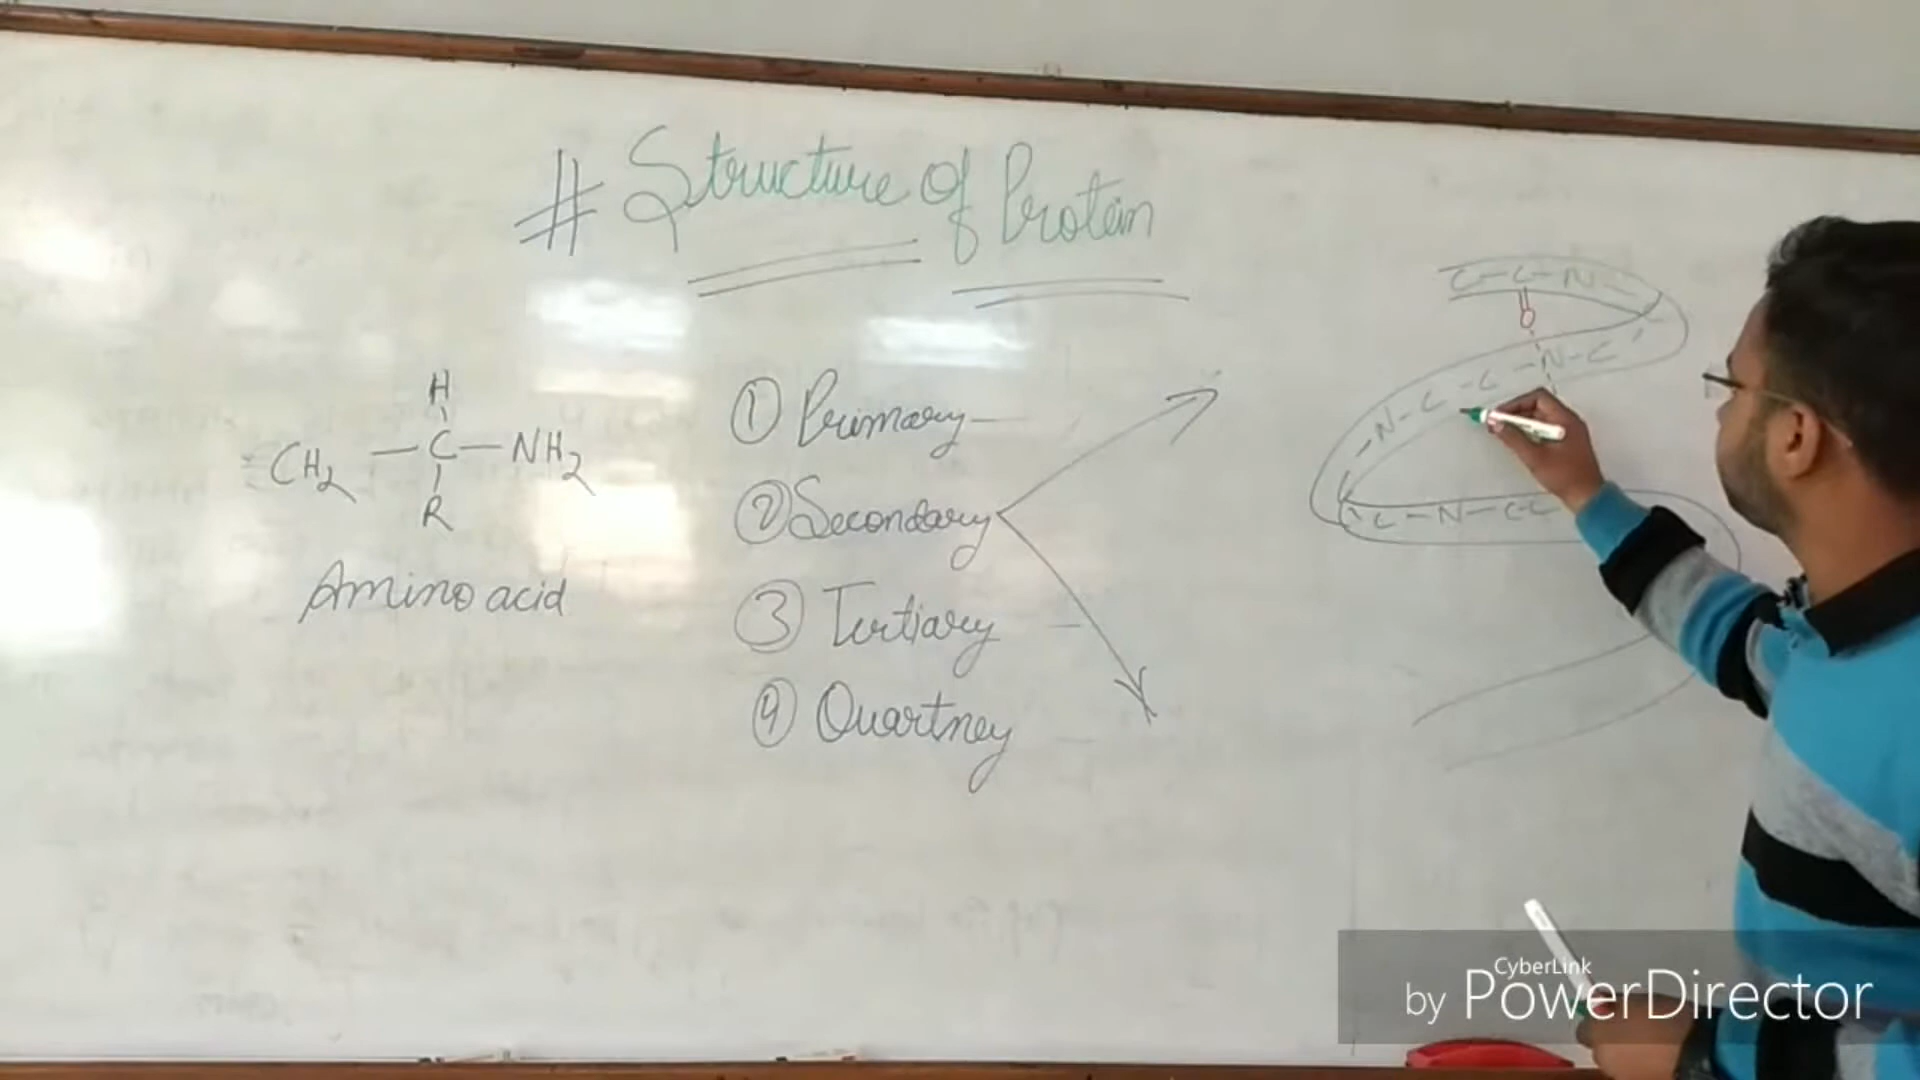 # Structure of Protein
H
CH2 — C — NH2
R
Amino acid
① Primary
② Secondary
③ Tertiary
④ Quartney
C-C-N-
O
-N-C-C-N-C
C-N-C-C
CyberLink
by PowerDirector